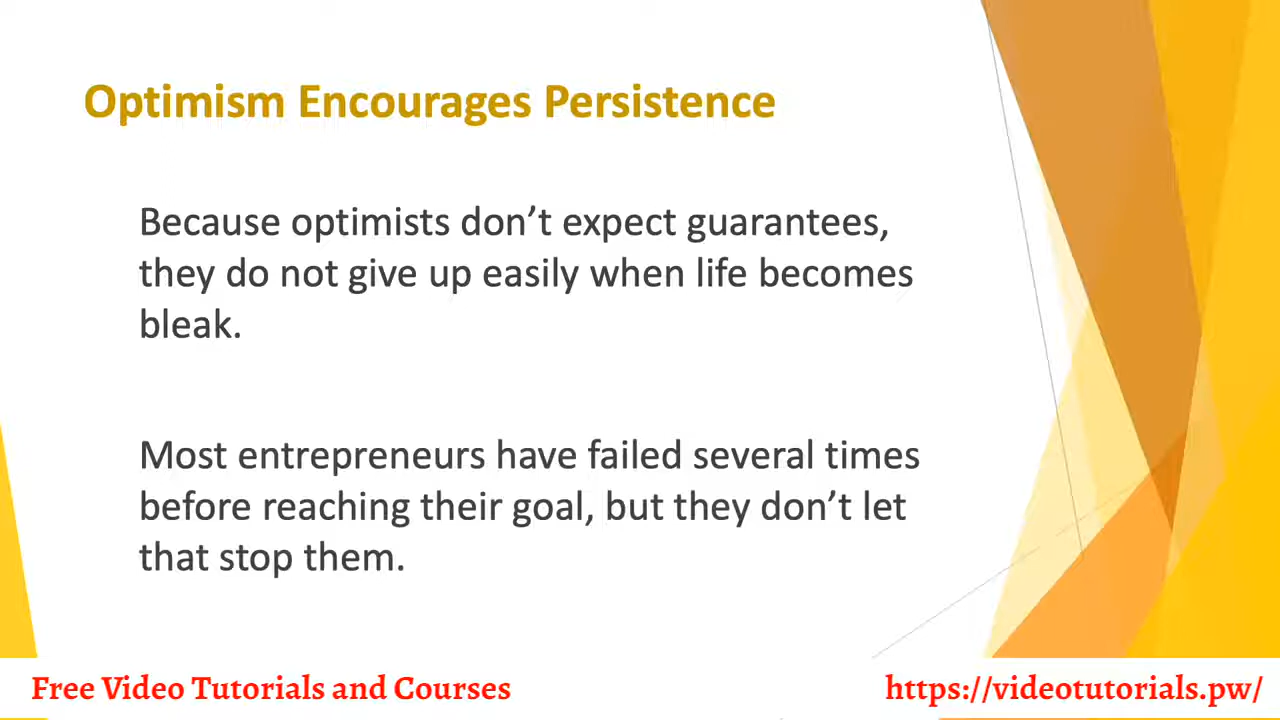 Optimism Encourages Persistence
Because optimists don’t expect guarantees,
they do not give up easily when life becomes
bleak.
Most entrepreneurs have failed several times
before reaching their goal, but they don’t let
that stop them.
Free Video Tutorials and Courses
https://videotutorials.pw/